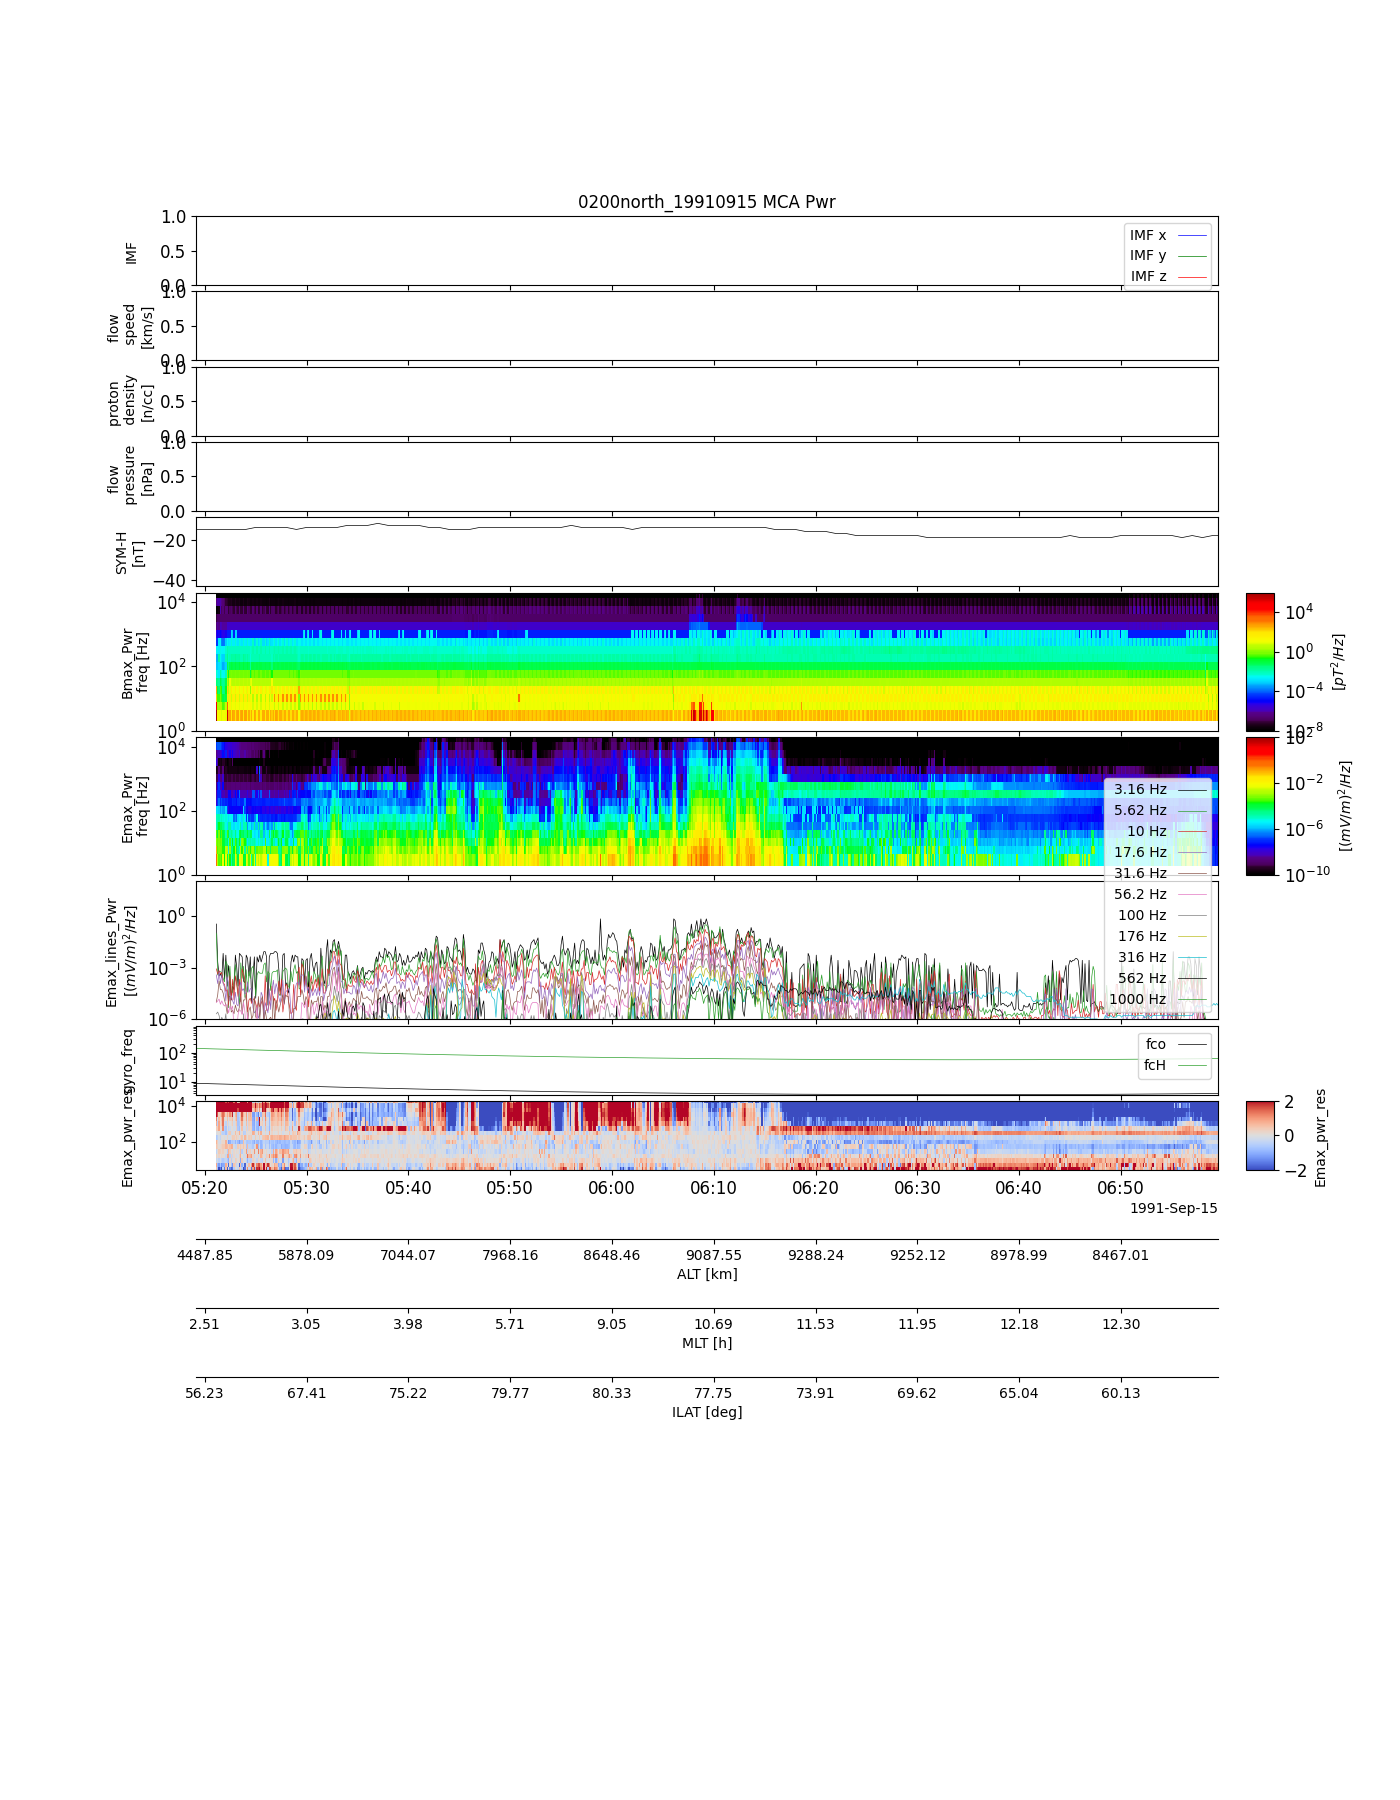 0200north_19910915 MCA Pwr
1.0
0.5
0.0
IMF
IMF x
IMF y
IMF z
1.0
0.5
0.0
flow
speed
[km/s]
1.0
0.5
0.0
proton
density
[n/cc]
1.0
0.5
0.0
flow
pressure
[nPa]
−20
−40
SYM-H
[nT]
10^4
10^2
10^0
Bmax_Pwr
freq [Hz]
10^4
10^0
10^−4
10^−8
[pT^2/Hz]
10^4
10^2
10^0
Emax_Pwr
freq [Hz]
10^2
10^−2
10^−6
10^−10
[(mV/m)^2/Hz]
3.16 Hz
5.62 Hz
10 Hz
17.6 Hz
31.6 Hz
56.2 Hz
100 Hz
176 Hz
316 Hz
562 Hz
1000 Hz
10^0
10^−3
10^−6
Emax_lines_Pwr
[(mV/m)^2/Hz]
10^2
10^1
gyro_freq
fco
fcH
10^4
10^2
Emax_pwr_res
2
0
−2
Emax_pwr_res
05:20 05:30 05:40 05:50 06:00 06:10 06:20 06:30 06:40 06:50
1991-Sep-15
4487.85 5878.09 7044.07 7968.16 8648.46 9087.55 9288.24 9252.12 8978.99 8467.01
ALT [km]
2.51 3.05 3.98 5.71 9.05 10.69 11.53 11.95 12.18 12.30
MLT [h]
56.23 67.41 75.22 79.77 80.33 77.75 73.91 69.62 65.04 60.13
ILAT [deg]